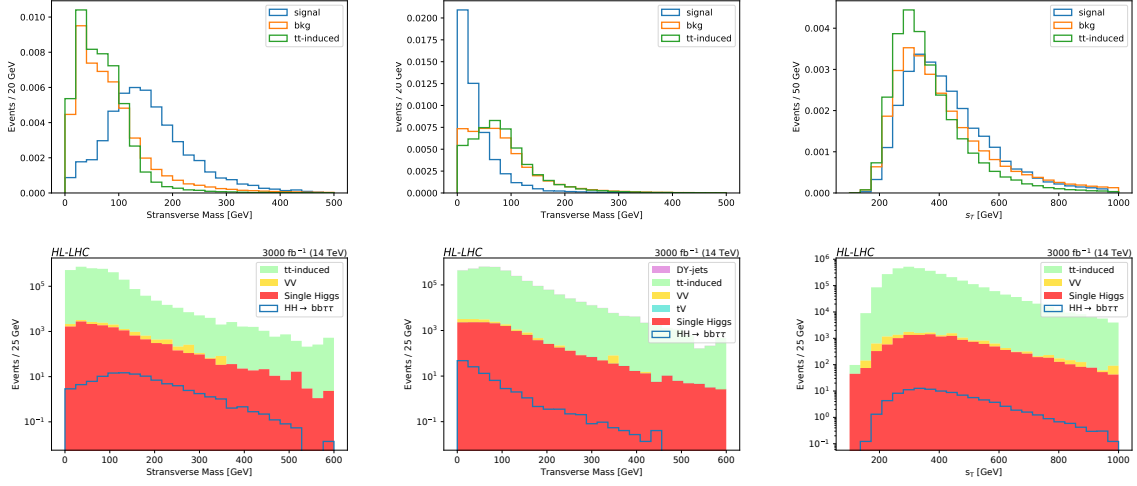 0.010
0.008
0.006
0.004
0.002
0.000
Events / 20 GeV
signal
bkg
tt-induced
0 100 200 300 400 500
Stransverse Mass [GeV]
0.0200
0.0175
0.0150
0.0125
0.0100
0.0075
0.0050
0.0025
0.0000
Events / 20 GeV
signal
bkg
tt-induced
0 100 200 300 400 500
Transverse Mass [GeV]
0.004
0.003
0.002
0.001
0.000
Events / 50 GeV
signal
bkg
tt-induced
200 400 600 800 1000
s_T [GeV]
HL-LHC 3000 fb⁻¹ (14 TeV)
10⁵
10³
10¹
10⁻¹
Events / 25 GeV
tt-induced
VV
Single Higgs
HH→ bbττ
0 100 200 300 400 500 600
Stransverse Mass [GeV]
HL-LHC 3000 fb⁻¹ (14 TeV)
10⁵
10³
10¹
10⁻¹
Events / 25 GeV
DY-jets
tt-induced
VV
tV
Single Higgs
HH→ bbττ
0 100 200 300 400 500 600
Transverse Mass [GeV]
HL-LHC 3000 fb⁻¹ (14 TeV)
10⁶
10⁵
10⁴
10³
10²
10¹
10⁰
10⁻¹
Events / 25 GeV
tt-induced
VV
Single Higgs
HH→ bbττ
200 400 600 800 1000
s_T [GeV]